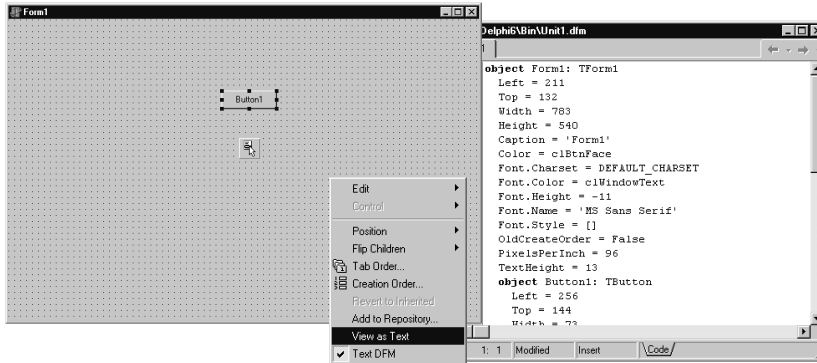 Form1
Button1
Edit
Control
Position
Flip Children
Tab Order...
Creation Order...
Revert to Inherited
Add to Repository...
View as Text
Text DFM
Delphi6\Bin\Unit1.dfm
object Form1: TForm1
Left = 211
Top = 132
Width = 783
Height = 540
Caption = 'Form1'
Color = clBtnFace
Font.Charset = DEFAULT_CHARSET
Font.Color = clWindowText
Font.Height = -11
Font.Name = 'MS Sans Serif'
Font.Style = []
OldCreateOrder = False
PixelsPerInch = 96
TextHeight = 13
object Button1: TButton
Left = 256
Top = 144
Width = 73
1: 1 Modified Insert \Code/